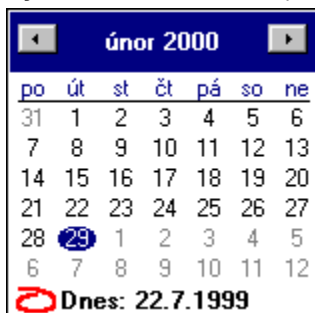 únor 2000
po út st čt pá so ne
31 1 2 3 4 5 6
7 8 9 10 11 12 13
14 15 16 17 18 19 20
21 22 23 24 25 26 27
28 29 1 2 3 4 5
6 7 8 9 10 11 12
Dnes: 22.7.1999